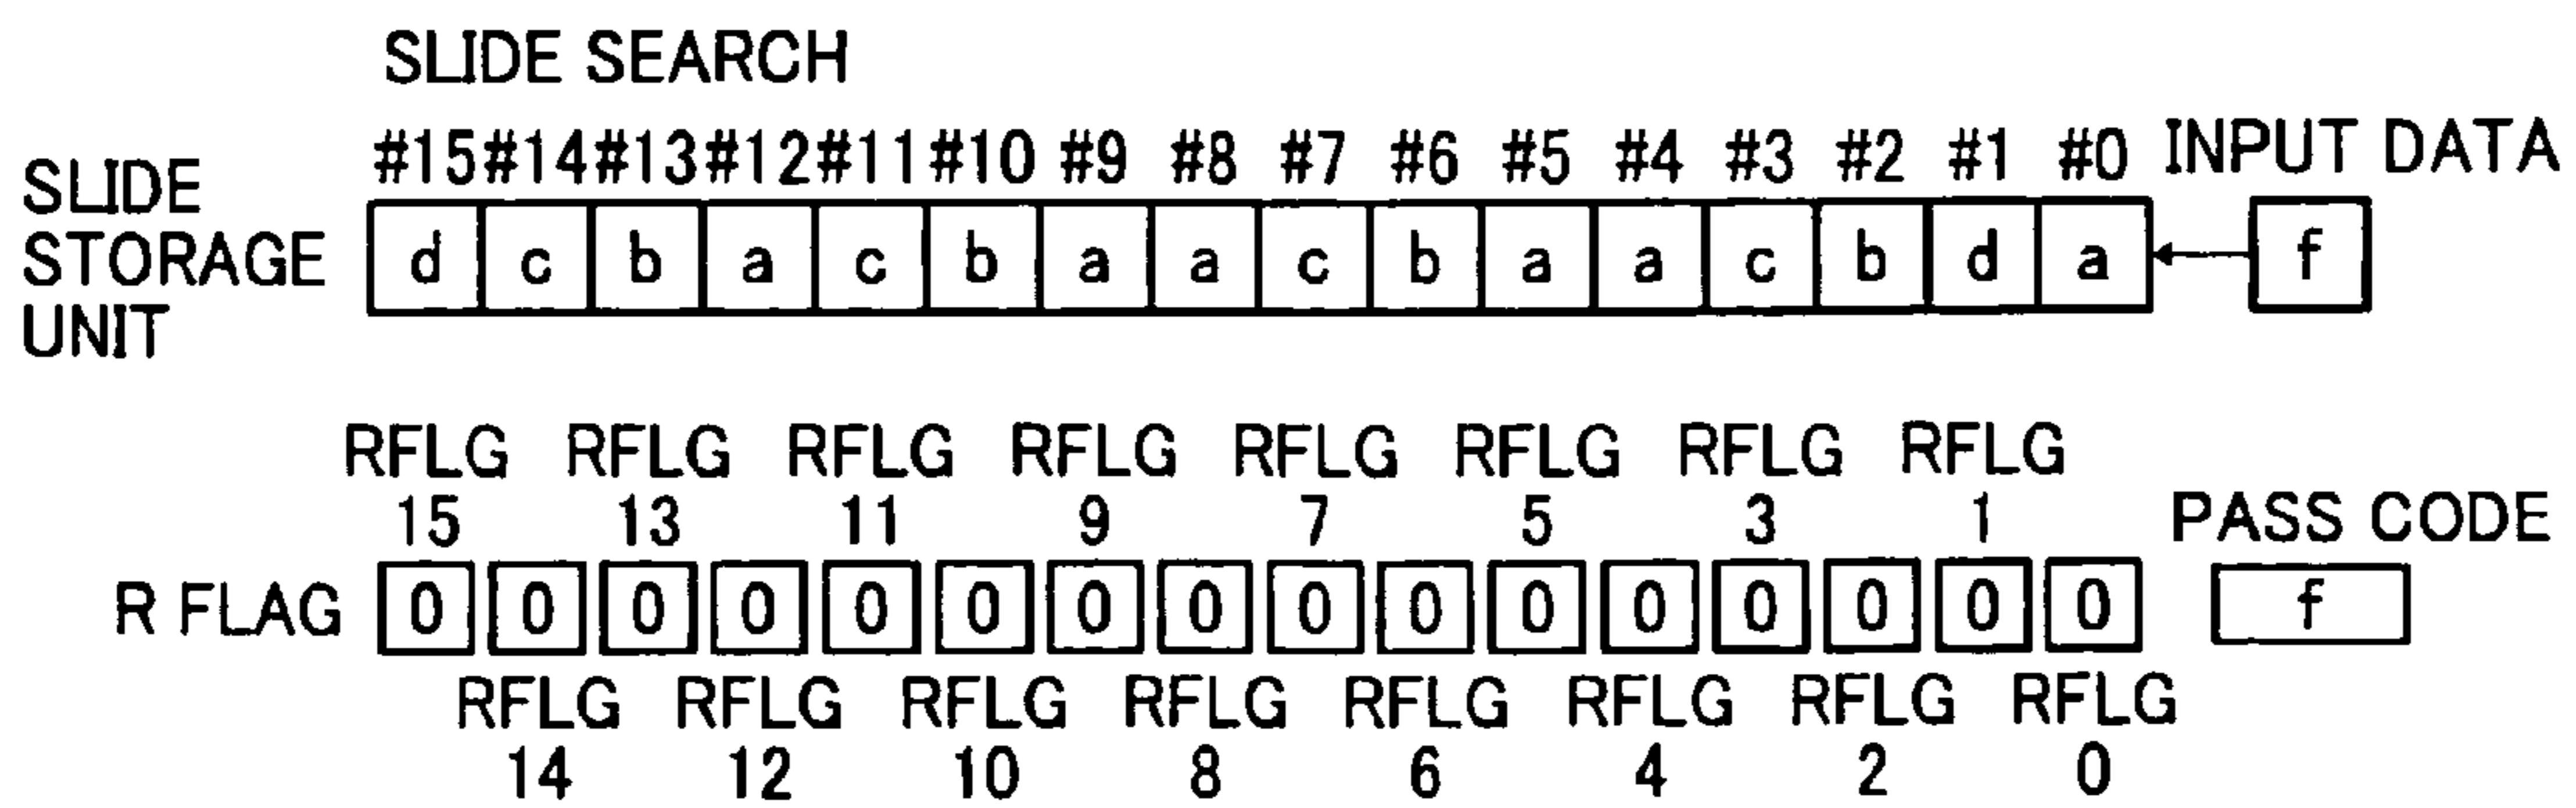 SLIDE SEARCH
#15 #14 #13 #12 #11 #10 #9 #8 #7 #6 #5 #4 #3 #2 #1 #0 INPUT DATA
SLIDE
STORAGE
UNIT
d c b a c b a a c b a a c b d a f
RFLG RFLG RFLG RFLG RFLG RFLG RFLG RFLG
15 13 11 9 7 5 3 1 PASS CODE
R FLAG 0 0 0 0 0 0 0 0 0 0 0 0 0 0 0 0 f
RFLG RFLG RFLG RFLG RFLG RFLG RFLG RFLG
14 12 10 8 6 4 2 0